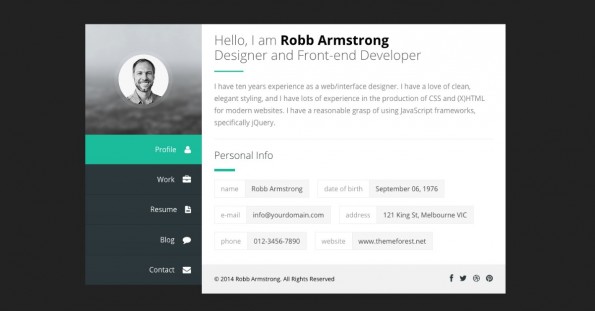 Hello, I am Robb Armstrong
Designer and Front-end Developer
I have ten years experience as a web/interface designer. I have a love of clean,
elegant styling, and I have lots of experience in the production of CSS and (X)HTML
for modern websites. I have a reasonable grasp of using JavaScript frameworks,
specifically jQuery.
Profile
Work
Resume
Blog
Contact
Personal Info
name Robb Armstrong date of birth September 06, 1976
e-mail info@yourdomain.com address 121 King St, Melbourne VIC
phone 012-3456-7890 website www.themeforest.net
© 2014 Robb Armstrong. All Rights Reserved